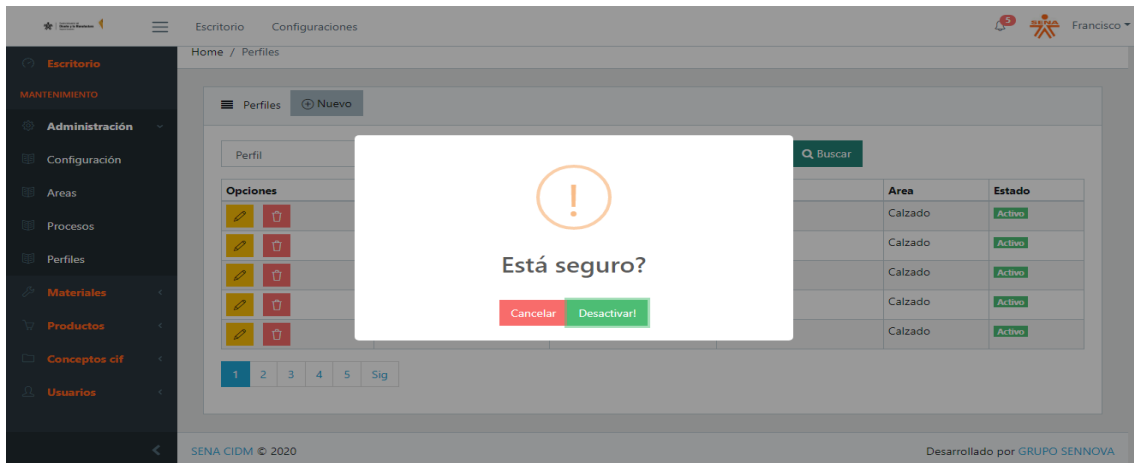 Escritorio Configuraciones 5 SENA Francisco
Home / Perfiles
Escritorio
MANTENIMIENTO
Administración
Configuración
Areas
Procesos
Perfiles
Materiales
Productos
Conceptos cif
Usuarios
Perfiles Nuevo
Perfil Buscar
Opciones Area Estado
Calzado Activo
Calzado Activo
Calzado Activo
Calzado Activo
Calzado Activo
!
Está seguro?
Cancelar Desactivar!
1 2 3 4 5 Sig
SENA CIDM © 2020 Desarrollado por GRUPO SENNOVA